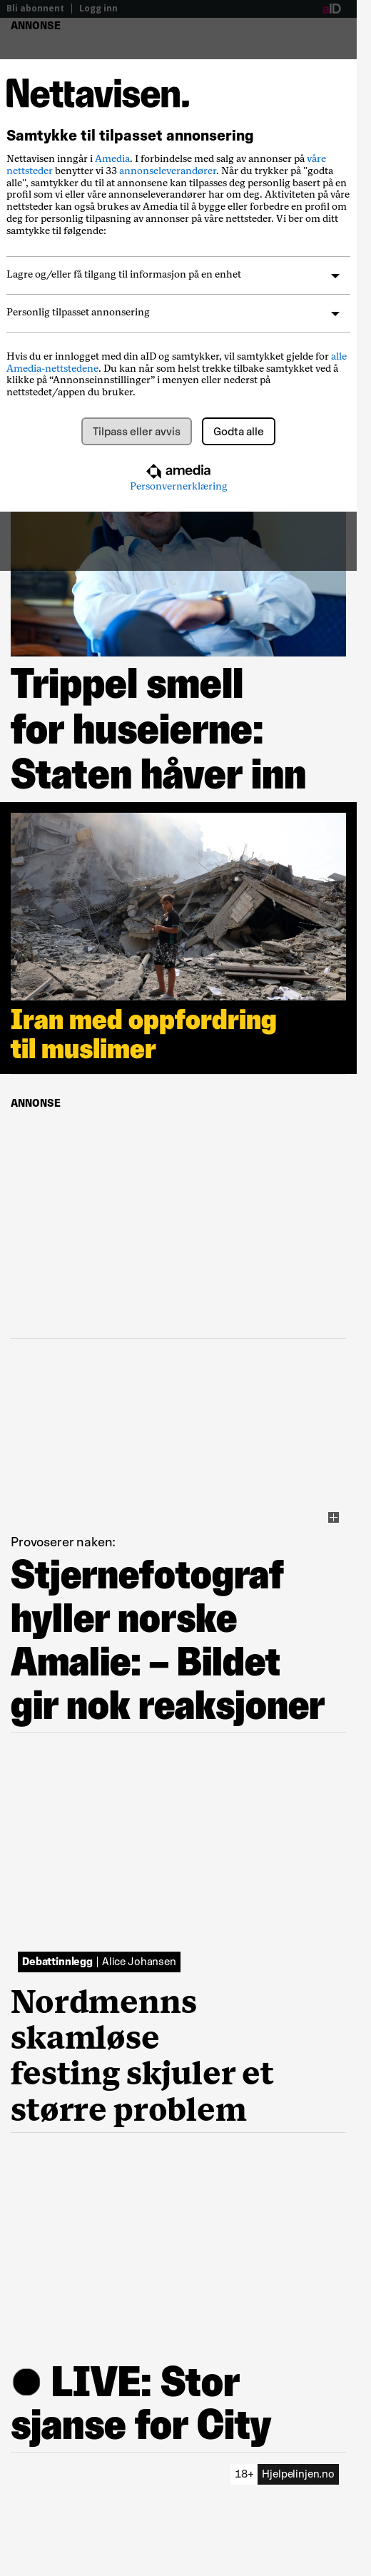 Bli abonnent | Logg inn
aID
ANNONSE
Nettavisen.
Samtykke til tilpasset annonsering
Nettavisen inngår i Amedia. I forbindelse med salg av annonser på våre
nettsteder benytter vi 33 annonseleverandører. Når du trykker på "godta
alle", samtykker du til at annonsene kan tilpasses deg personlig basert på en
profil som vi eller våre annonseleverandører har om deg. Aktiviteten på våre
nettsteder kan også brukes av Amedia til å bygge eller forbedre en profil om
deg for personlig tilpasning av annonser på våre nettsteder. Vi ber om ditt
samtykke til følgende:
Lagre og/eller få tilgang til informasjon på en enhet
Personlig tilpasset annonsering
Hvis du er innlogget med din aID og samtykker, vil samtykket gjelde for alle
Amedia-nettstedene. Du kan når som helst trekke tilbake samtykket ved å
klikke på “Annonseinnstillinger” i menyen eller nederst på
nettstedet/appen du bruker.
Tilpass eller avvis
Godta alle
amedia
Personvernerklæring
Trippel smell
for huseierne:
Staten håver inn
Iran med oppfordring
til muslimer
ANNONSE
Provoserer naken:
Stjernefotograf
hyller norske
Amalie: – Bildet
gir nok reaksjoner
Debattinnlegg | Alice Johansen
Nordmenns
skamløse
festing skjuler et
større problem
● LIVE: Stor
sjanse for City
18+ Hjelpelinjen.no